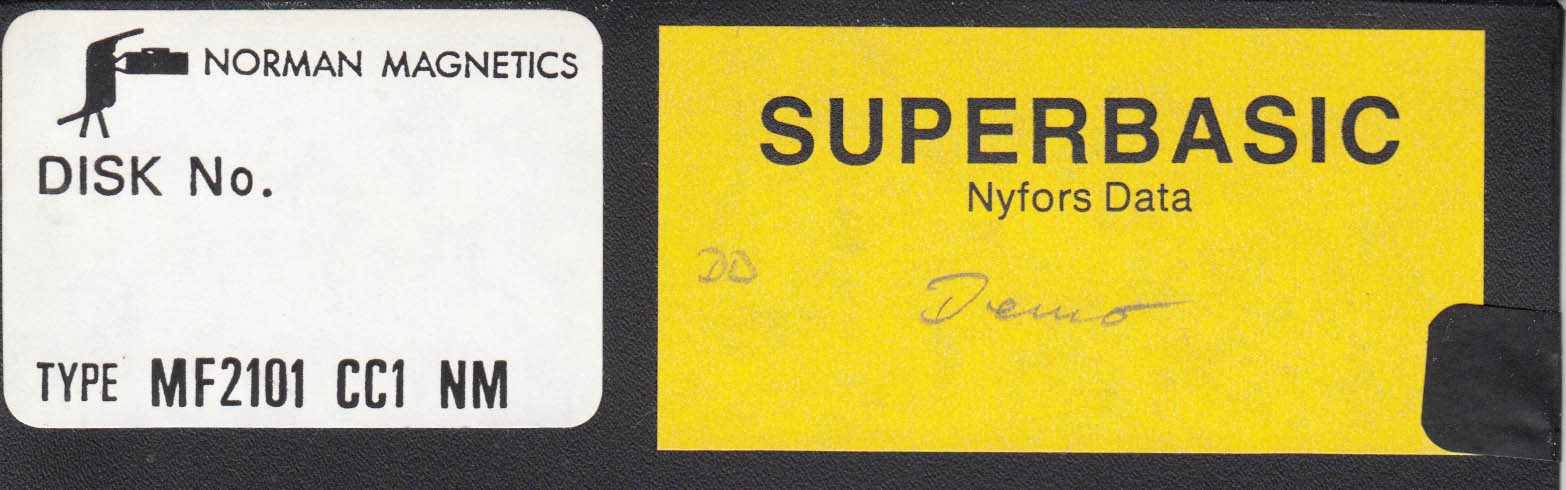 NORMAN MAGNETICS
DISK No.
TYPE MF2101 CC1 NM
SUPERBASIC
Nyfors Data
DD
Demo